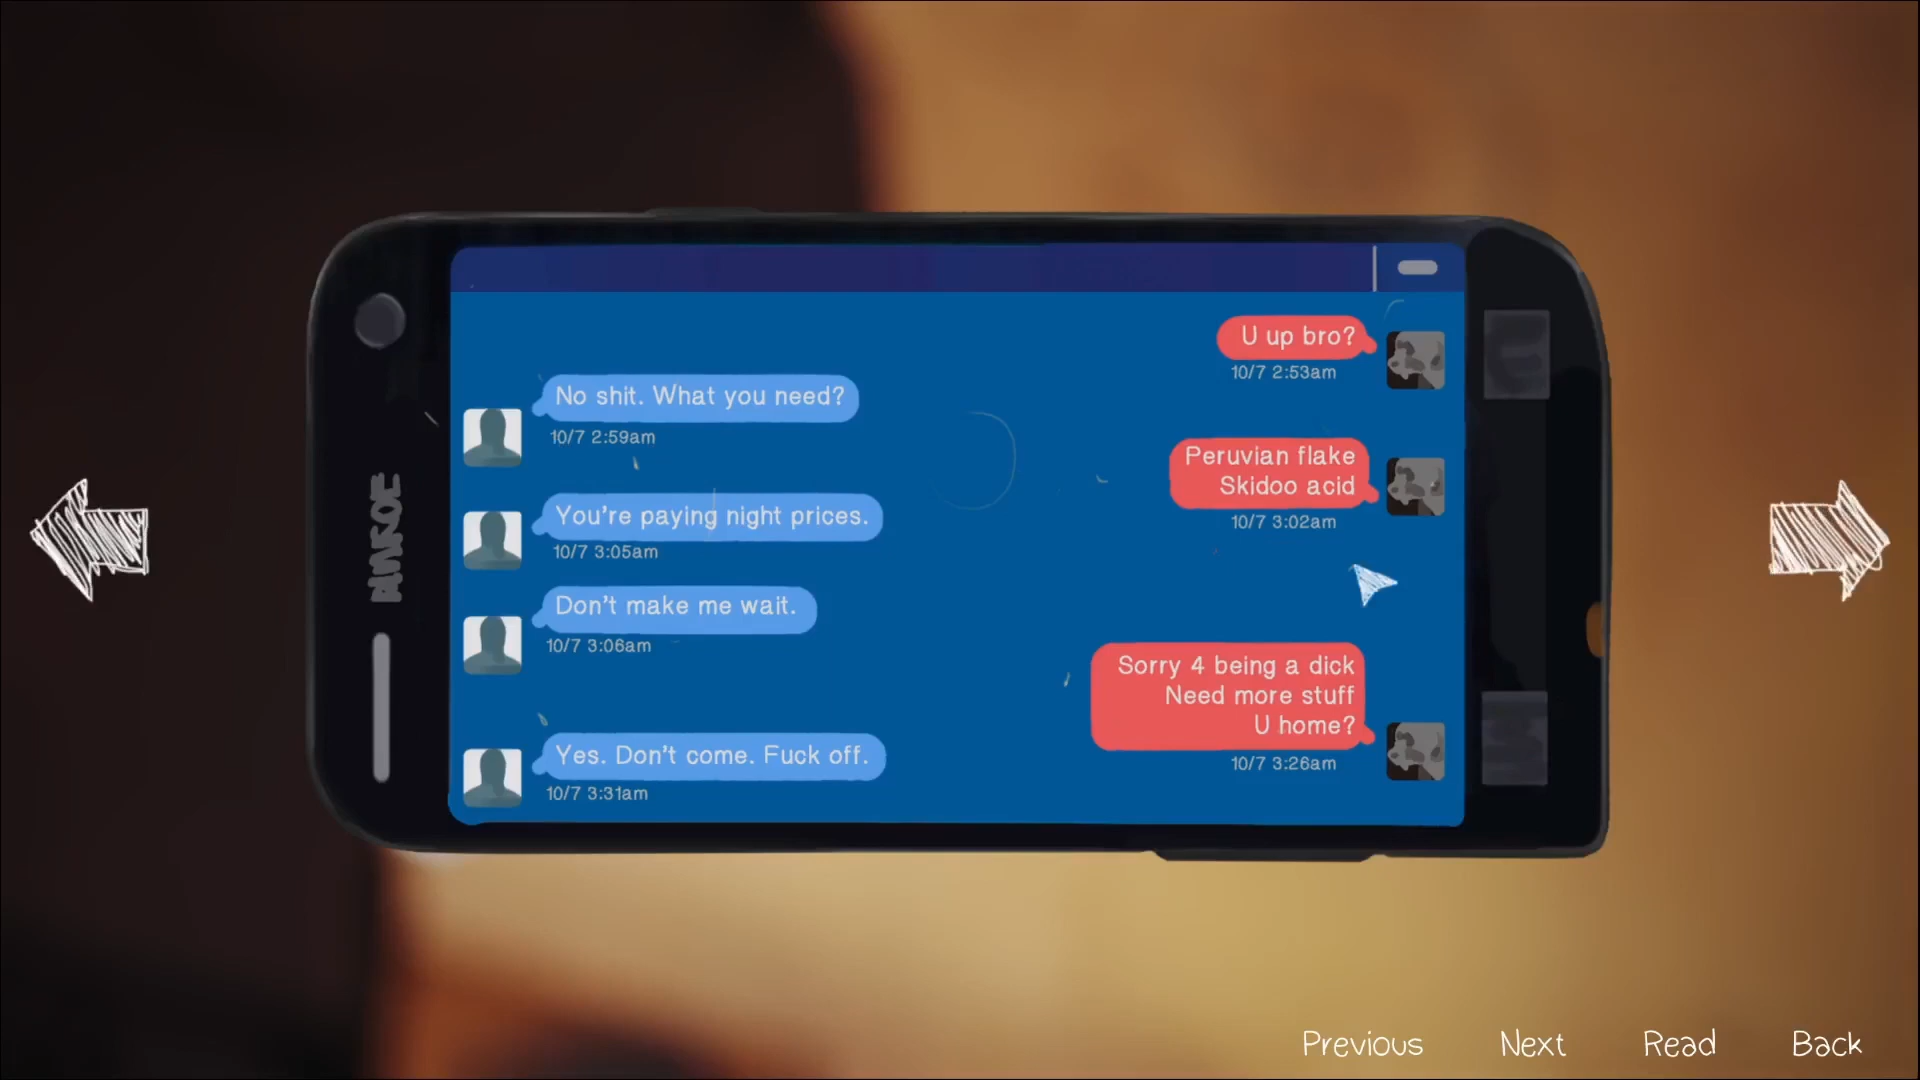 U up bro?
10/7 2:53am
No shit. What you need?
10/7 2:59am
Peruvian flake
Skidoo acid
10/7 3:02am
You're paying night prices.
10/7 3:05am
Don't make me wait.
10/7 3:06am
Sorry 4 being a dick
Need more stuff
U home?
10/7 3:26am
Yes. Don't come. Fuck off.
10/7 3:31am
Previous
Next
Read
Back